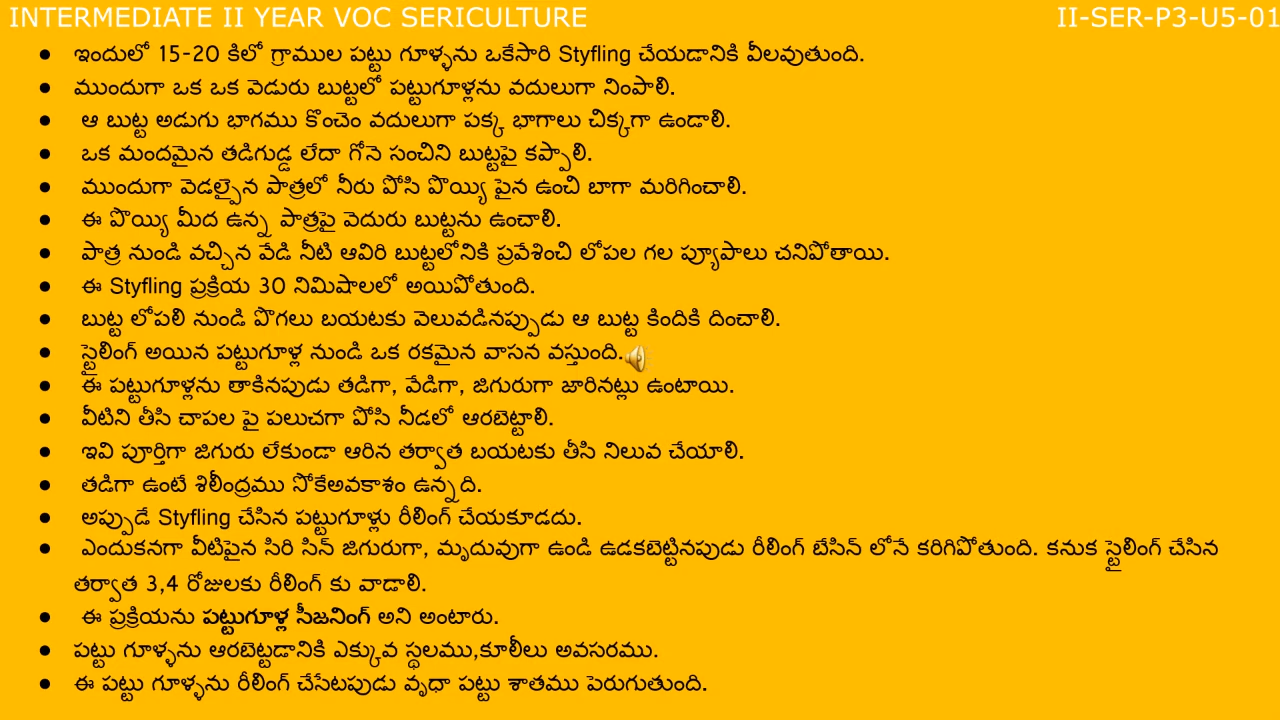 INTERMEDIATE II YEAR VOC SERICULTURE
II-SER-P3-U5-01
● ఇందులో 15-20 కిలో గ్రాముల పట్టు గూళ్ళను ఒకేసారి Styfling చేయడానికి వీలవుతుంది.
● ముందుగా ఒక ఒక వెడురు బుట్టలో పట్టుగూళ్లను వదులుగా నింపాలి.
● ఆ బుట్ట అడుగు భాగము కొంచెం వదులుగా పక్క భాగాలు చిక్కగా ఉండాలి.
● ఒక మందమైన తడిగుడ్డ లేదా గోనె సంచిని బుట్టపై కప్పాలి.
● ముందుగా వెడల్పైన పాత్రలో నీరు పోసి పొయ్యి పైన ఉంచి బాగా మరిగించాలి.
● ఈ పొయ్యి మీద ఉన్న పాత్రపై వెదురు బుట్టను ఉంచాలి.
● పాత్ర నుండి వచ్చిన వేడి నీటి ఆవిరి బుట్టలోనికి ప్రవేశించి లోపల గల ప్యూపాలు చనిపోతాయి.
● ఈ Styfling ప్రక్రియ 30 నిమిషాలలో అయిపోతుంది.
● బుట్ట లోపలి నుండి పొగలు బయటకు వెలువడినప్పుడు ఆ బుట్ట కిందికి దించాలి.
● స్టైలింగ్ అయిన పట్టుగూళ్ల నుండి ఒక రకమైన వాసన వస్తుంది.
● ఈ పట్టుగూళ్లను తాకినపుడు తడిగా, వేడిగా, జిగురుగా జారినట్లు ఉంటాయి.
● వీటిని తీసి చాపల పై పలుచగా పోసి నీడలో ఆరబెట్టాలి.
● ఇవి పూర్తిగా జిగురు లేకుండా ఆరిన తర్వాత బయటకు తీసి నిలువ చేయాలి.
● తడిగా ఉంటే శిలీంద్రము సోకేఅవకాశం ఉన్నది.
● అప్పుడే Styfling చేసిన పట్టుగూళ్లు రీలింగ్ చేయకూడదు.
● ఎందుకనగా వీటిపైన సిరి సిన్ జిగురుగా, మృదువుగా ఉండి ఉడకబెట్టినపుడు రీలింగ్ బేసిన్ లోనే కరిగిపోతుంది. కనుక స్టైలింగ్ చేసిన
తర్వాత 3,4 రోజులకు రీలింగ్ కు వాడాలి.
● ఈ ప్రక్రియను పట్టుగూళ్ల సీజనింగ్ అని అంటారు.
● పట్టు గూళ్ళను ఆరబెట్టడానికి ఎక్కువ స్థలము,కూలీలు అవసరము.
● ఈ పట్టు గూళ్ళను రీలింగ్ చేసేటపుడు వృధా పట్టు శాతము పెరుగుతుంది.